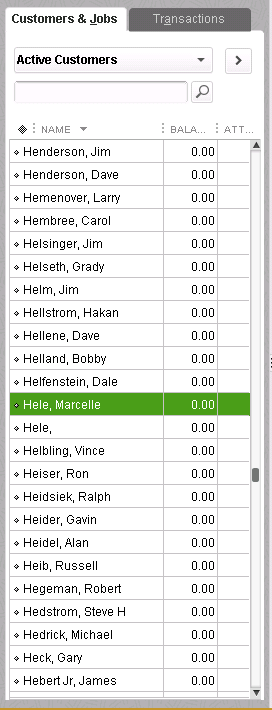 Customers & Jobs Transactions
Active Customers
NAME BALA... ATT...
Henderson, Jim 0.00
Henderson, Dave 0.00
Hemenover, Larry 0.00
Hembree, Carol 0.00
Helsinger, Jim 0.00
Helseth, Grady 0.00
Helm, Jim 0.00
Hellstrom, Hakan 0.00
Hellene, Dave 0.00
Helland, Bobby 0.00
Helfenstein, Dale 0.00
Hele, Marcelle 0.00
Hele, 0.00
Helbling, Vince 0.00
Heiser, Ron 0.00
Heidsiek, Ralph 0.00
Heider, Gavin 0.00
Heidel, Alan 0.00
Heib, Russell 0.00
Hegeman, Robert 0.00
Hedstrom, Steve H 0.00
Hedrick, Michael 0.00
Heck, Gary 0.00
Hebert Jr, James 0.00